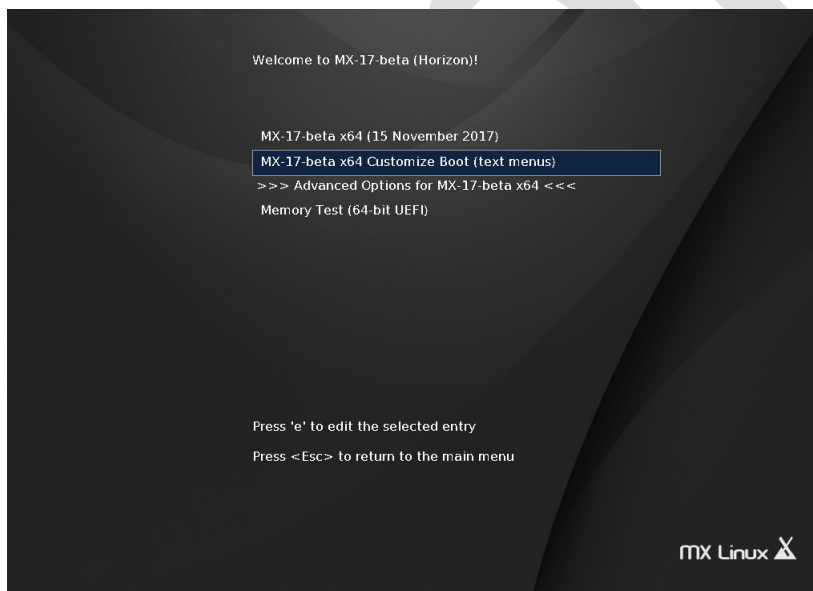 Welcome to MX-17-beta (Horizon)!
MX-17-beta x64 (15 November 2017)
MX-17-beta x64 Customize Boot (text menus)
>>> Advanced Options for MX-17-beta x64 <<<
Memory Test (64-bit UEFI)
Press 'e' to edit the selected entry
Press <Esc> to return to the main menu
MX Linux